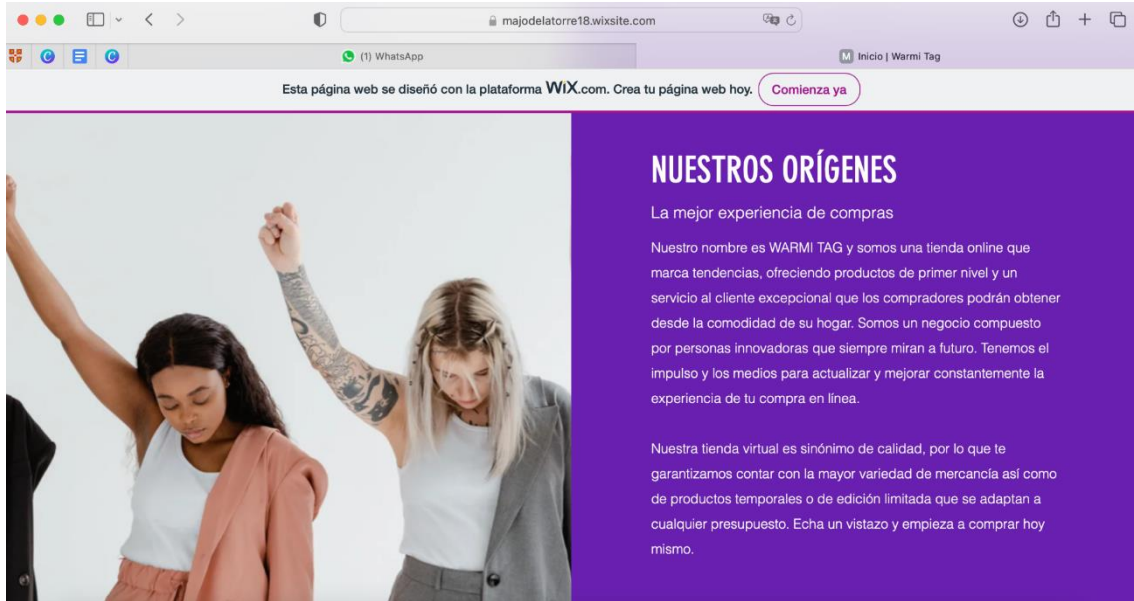 majodelatorre18.wixsite.com
(1) WhatsApp
M Inicio | Warmi Tag
Esta página web se diseñó con la plataforma WiX.com. Crea tu página web hoy. Comienza ya
NUESTROS ORÍGENES
La mejor experiencia de compras
Nuestro nombre es WARMI TAG y somos una tienda online que
marca tendencias, ofreciendo productos de primer nivel y un
servicio al cliente excepcional que los compradores podrán obtener
desde la comodidad de su hogar. Somos un negocio compuesto
por personas innovadoras que siempre miran a futuro. Tenemos el
impulso y los medios para actualizar y mejorar constantemente la
experiencia de tu compra en línea.
Nuestra tienda virtual es sinónimo de calidad, por lo que te
garantizamos contar con la mayor variedad de mercancía así como
de productos temporales o de edición limitada que se adaptan a
cualquier presupuesto. Echa un vistazo y empieza a comprar hoy
mismo.